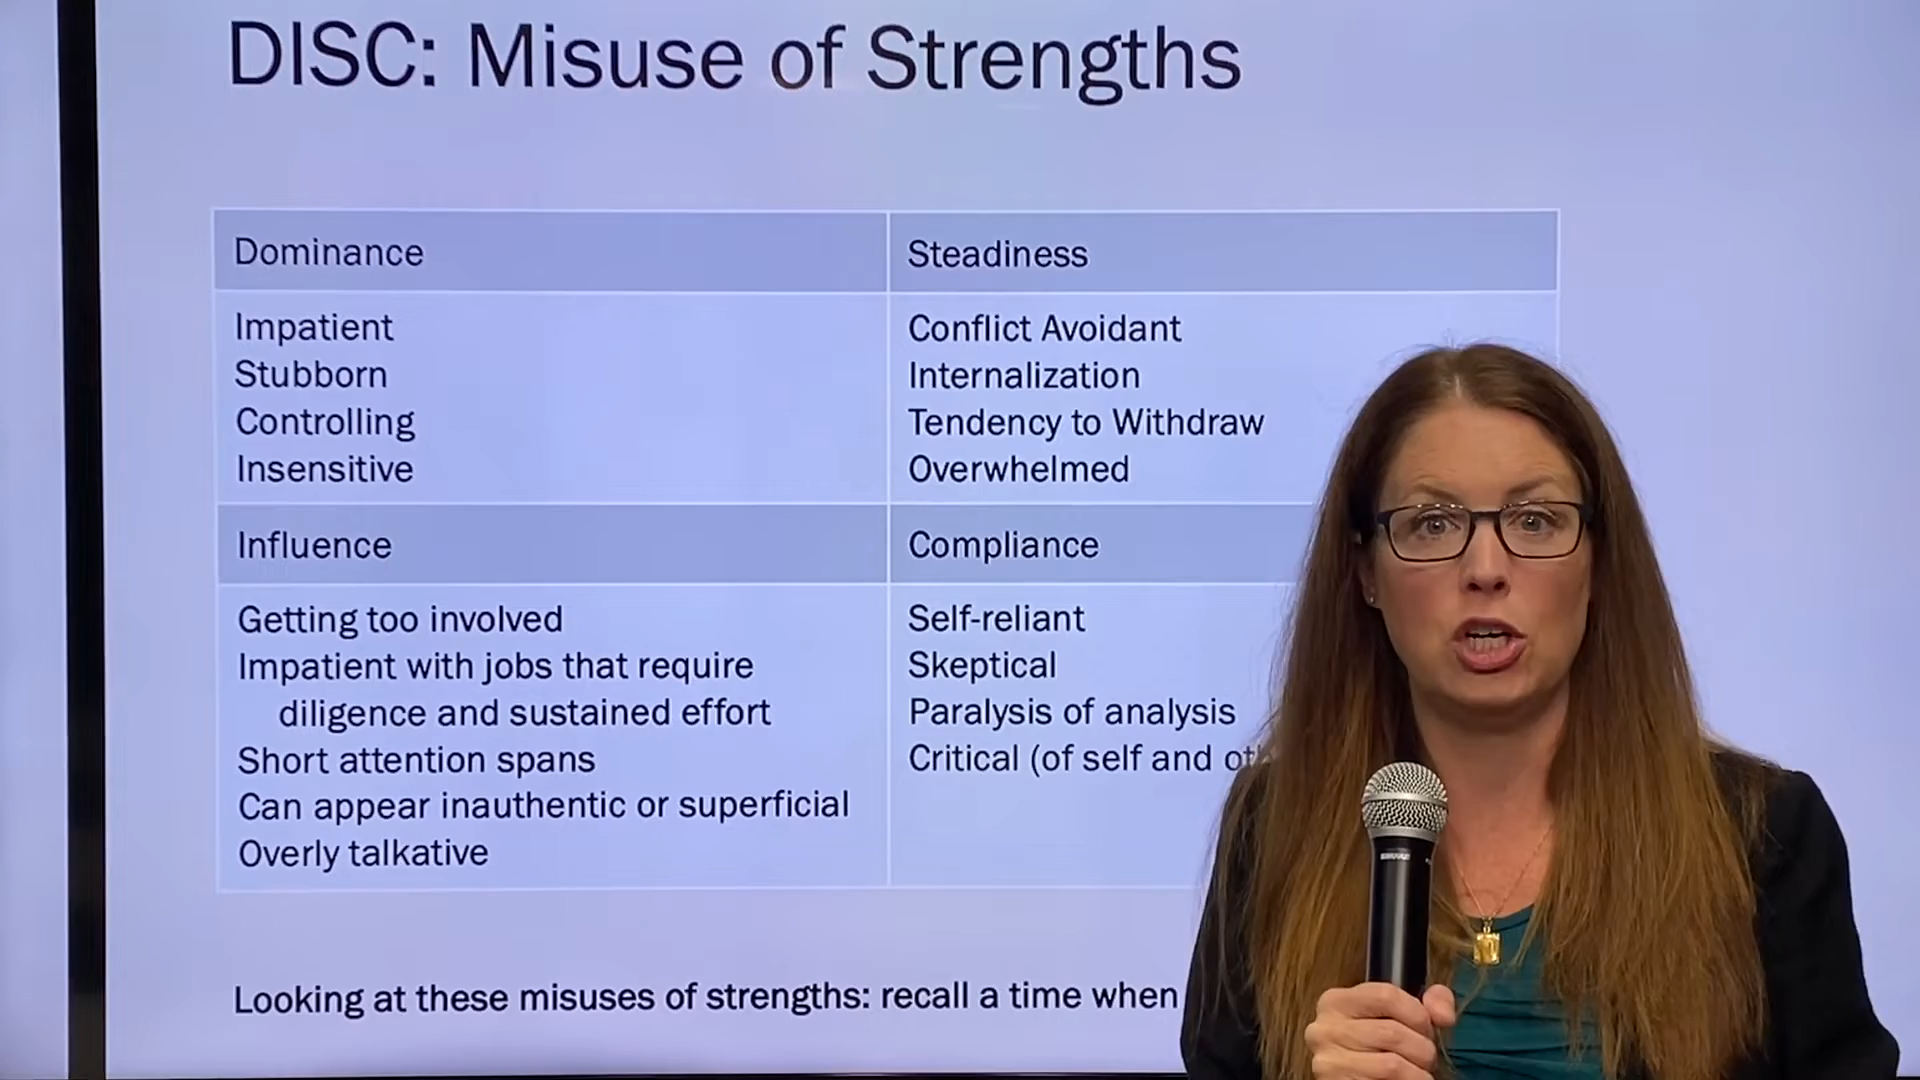 DISC: Misuse of Strengths
Dominance
Steadiness
Impatient
Stubborn
Controlling
Insensitive
Conflict Avoidant
Internalization
Tendency to Withdraw
Overwhelmed
Influence
Compliance
Getting too involved
Impatient with jobs that require
diligence and sustained effort
Short attention spans
Can appear inauthentic or superficial
Overly talkative
Self-reliant
Skeptical
Paralysis of analysis
Critical (of self and
Looking at these misuses of strengths: recall a time when